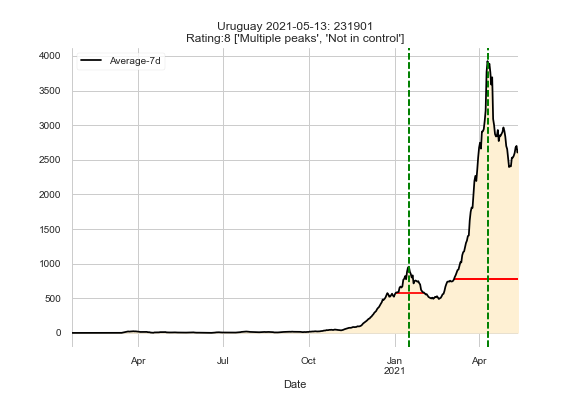 Uruguay 2021-05-13: 231901
Rating:8 ['Multiple peaks', 'Not in control']
Average-7d
4000
3500
3000
2500
2000
1500
1000
500
0
Apr
Jul
Oct
Jan
2021
Apr
Date